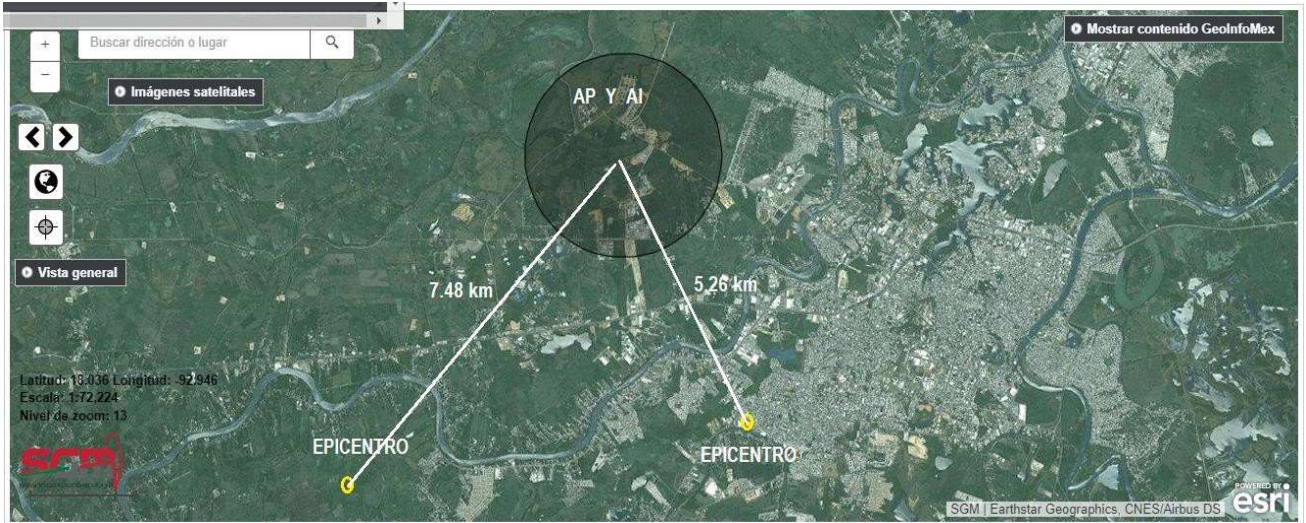 Buscar dirección o lugar
Mostrar contenido GeoInfoMex
+
−
Imágenes satelitales
AP Y AI
Vista general
7.48 km
5.26 km
Latitud: 18.036 Longitud: -92.946
Escala: 1:72,224
Nivel de zoom: 13
EPICENTRO
EPICENTRO
SGM
SGM | Earthstar Geographics, CNES/Airbus DS
POWERED BY
esri